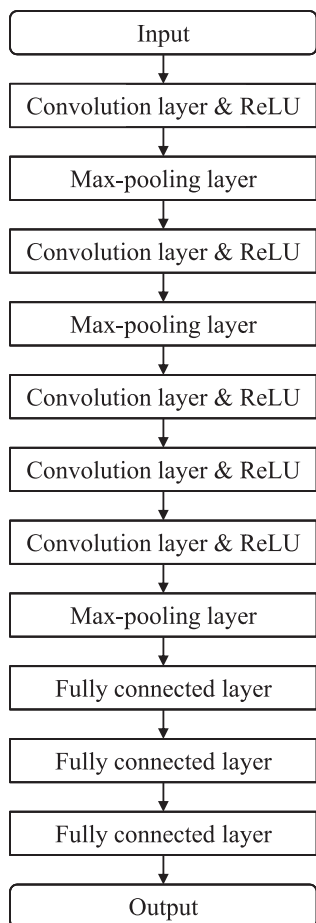 Input
Convolution layer & ReLU
Max-pooling layer
Convolution layer & ReLU
Max-pooling layer
Convolution layer & ReLU
Convolution layer & ReLU
Convolution layer & ReLU
Max-pooling layer
Fully connected layer
Fully connected layer
Fully connected layer
Output